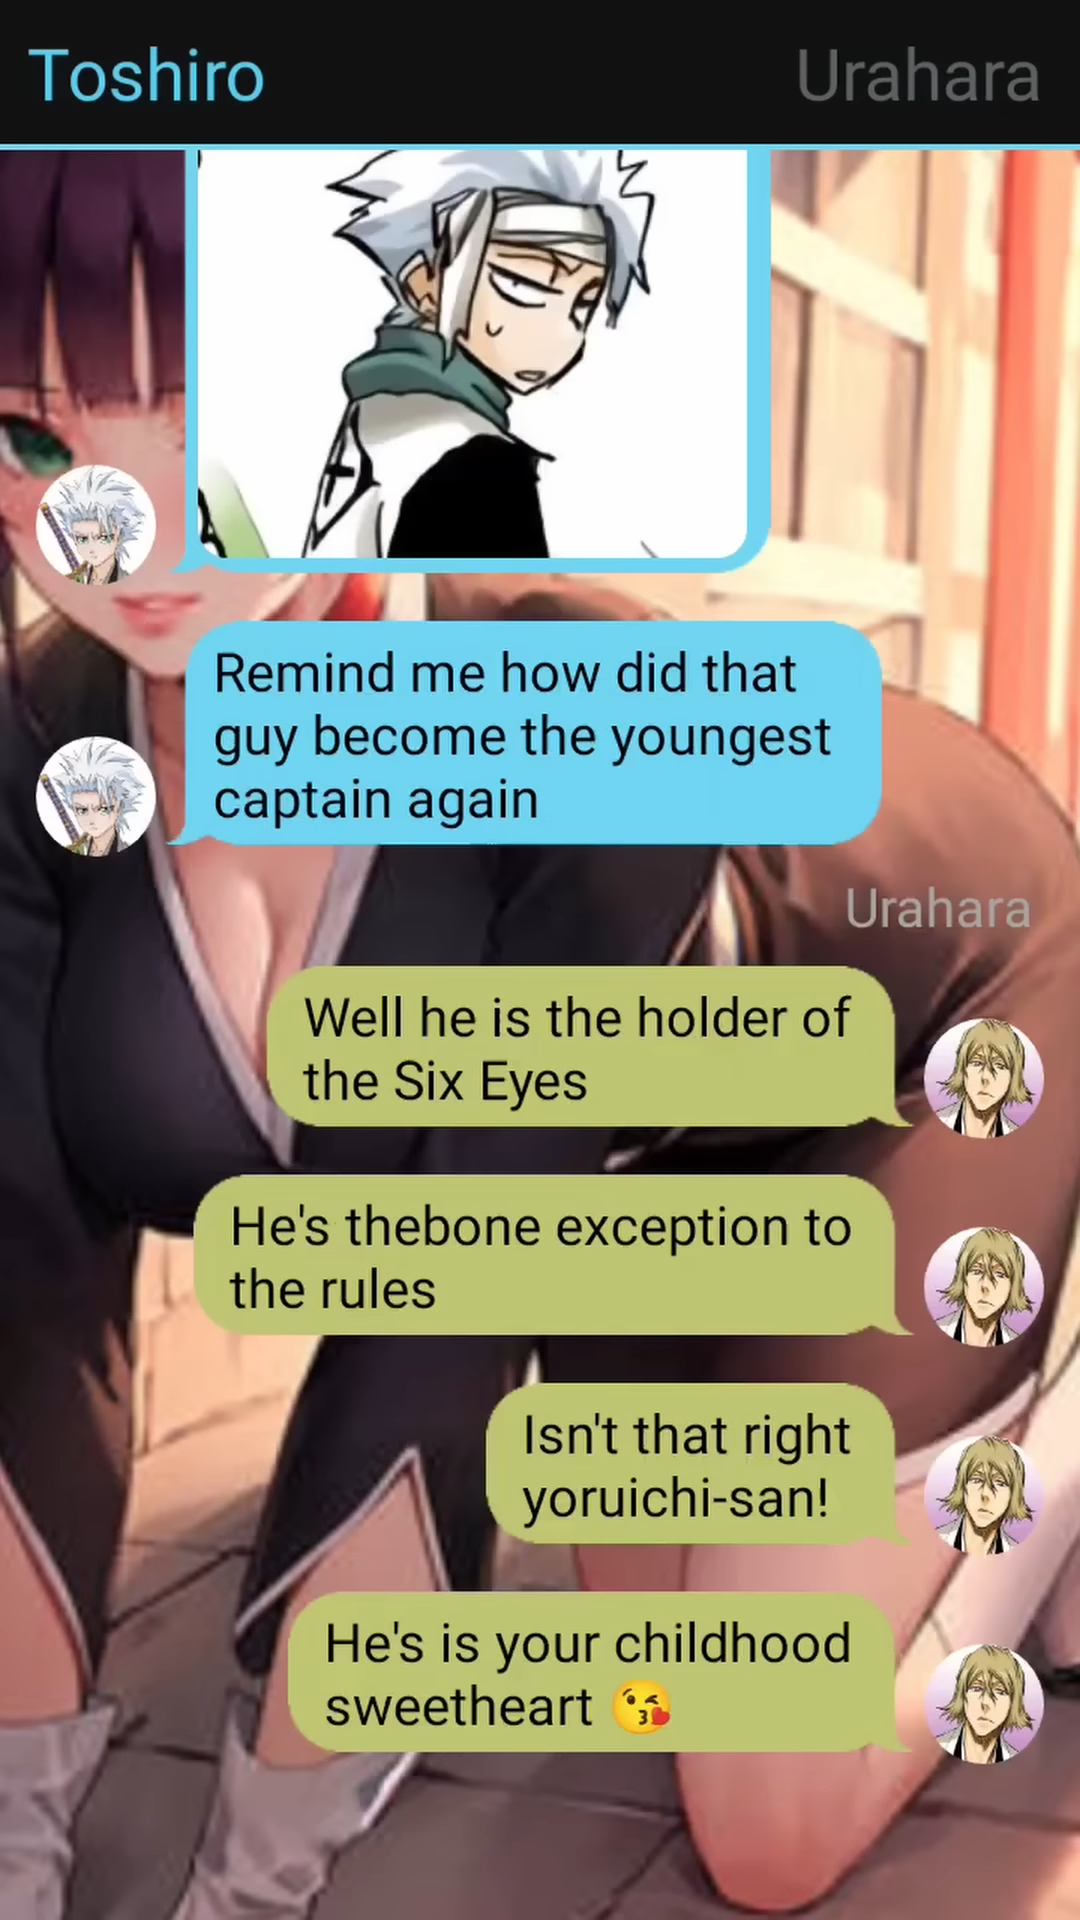 Toshiro
Urahara
Remind me how did that
guy become the youngest
captain again
Urahara
Well he is the holder of
the Six Eyes
He's thebone exception to
the rules
Isn't that right
yoruichi-san!
He's is your childhood
sweetheart 😘